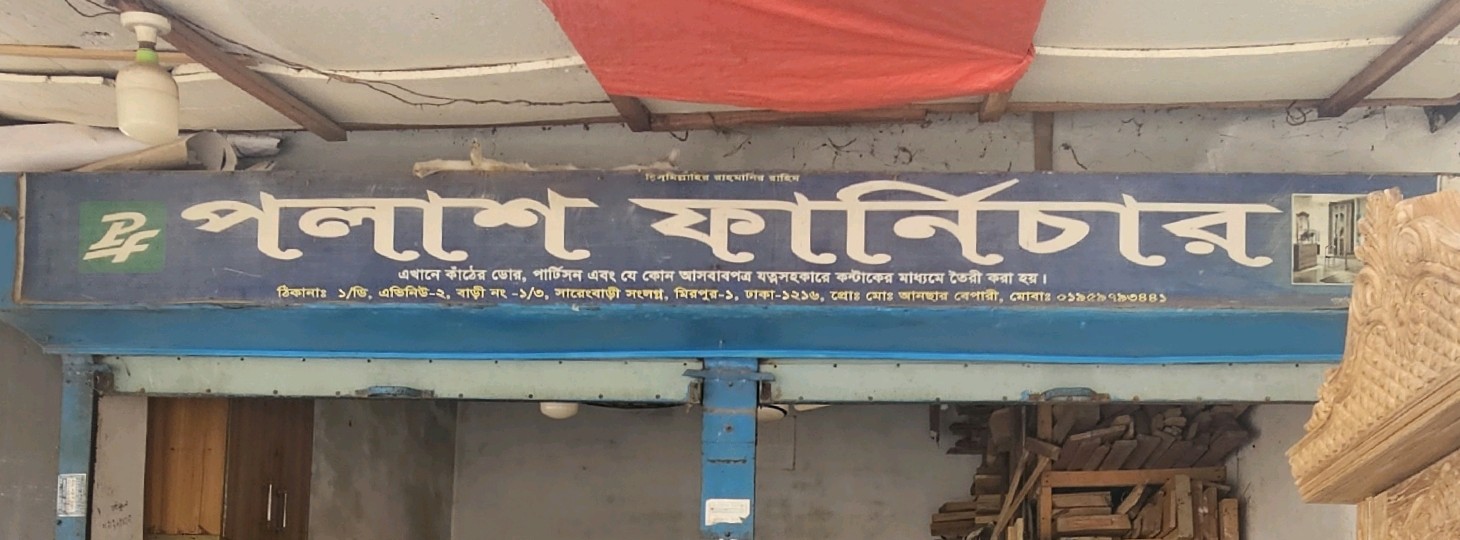 বিসমিল্লাহির রাহমানির রাহিম
PF
পলাশ ফার্নিচার
এখানে কাঁঠের ডোর, পার্টিসন এবং যে কোন আসবাবপত্র যত্নসহকারে কন্টাকের মাধ্যমে তৈরী করা হয়।
ঠিকানাঃ ১/ডি, এভিনিউ-২, বাড়ী নং -১/৩, সারেংবাড়ী সংলগ্ন, মিরপুর-১, ঢাকা-১২১৬, প্রোঃ মোঃ আনছার বেপারী, মোবাঃ ০১৯৫৯৭৯৩৪৪১